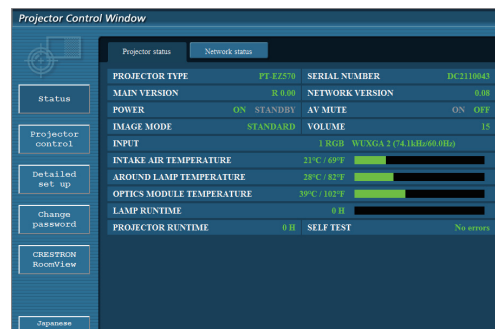 Projector Control Window
Projector status Network status
PROJECTOR TYPE PT-EZ570 SERIAL NUMBER DC2110043
MAIN VERSION R 0.00 NETWORK VERSION 0.08
POWER ON STANDBY AV MUTE ON OFF
IMAGE MODE STANDARD VOLUME 15
INPUT 1 RGB WUXGA 2 (74.1kHz/60.0Hz)
INTAKE AIR TEMPERATURE 21°C / 69°F
AROUND LAMP TEMPERATURE 28°C / 82°F
OPTICS MODULE TEMPERATURE 39°C / 102°F
LAMP RUNTIME 0 H
PROJECTOR RUNTIME 0 H SELF TEST No errors
Status
Projector
control
Detailed
set up
Change
password
CRESTRON
RoomView
Japanese